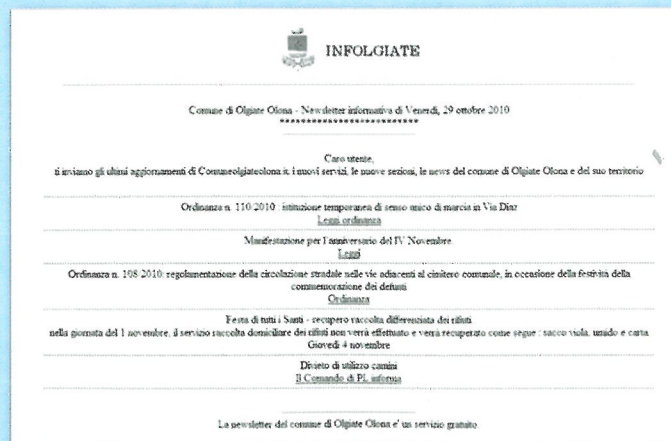 INFOLGIATE
Comune di Olgiate Olona - Newsletter informativa di Venerdì, 29 ottobre 2010
*************************
Caro utente,
ti inviamo gli ultimi aggiornamenti di Comuneolgiateolona.it: i nuovi servizi, le nuove sezioni, le news del comune di Olgiate Olona e del suo territorio
Ordinanza n. 110/2010 : istituzione temporanea di senso unico di marcia in Via Diaz
Leggi ordinanza
Manifestazione per l'anniversario del IV Novembre
Leggi
Ordinanza n. 108/2010: regolamentazione della circolazione stradale nelle vie adiacenti al cimitero comunale, in occasione della festività della
commemorazione dei defunti
Ordinanza
Festa di tutti i Santi - recupero raccolta differenziata dei rifiuti
nella giornata del 1 novembre, il servizio raccolta domiciliare dei rifiuti non verrà effettuato e verrà recuperato come segue : sacco viola, umido e carta
Giovedì 4 novembre
Divieto di utilizzo camini
Il Comando di PL informa
La newsletter del comune di Olgiate Olona e' un servizio gratuito